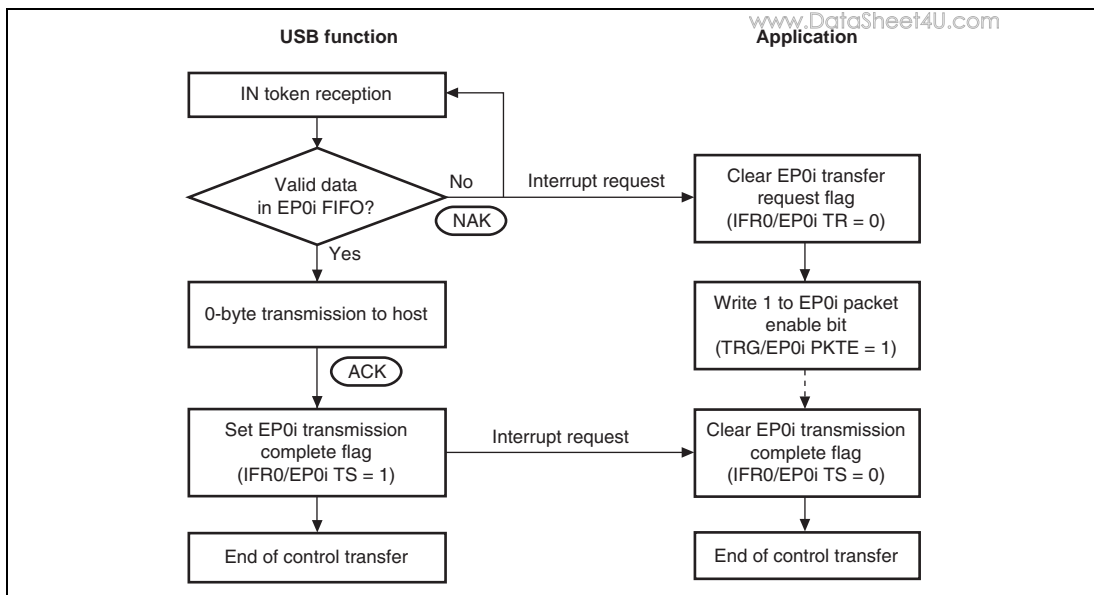 www.DataSheet4U.com
USB function
Application
IN token reception
Valid data
in EP0i FIFO?
No
NAK
Interrupt request
Clear EP0i transfer
request flag
(IFR0/EP0i TR = 0)
Yes
0-byte transmission to host
Write 1 to EP0i packet
enable bit
(TRG/EP0i PKTE = 1)
ACK
Set EP0i transmission
complete flag
(IFR0/EP0i TS = 1)
Interrupt request
Clear EP0i transmission
complete flag
(IFR0/EP0i TS = 0)
End of control transfer
End of control transfer